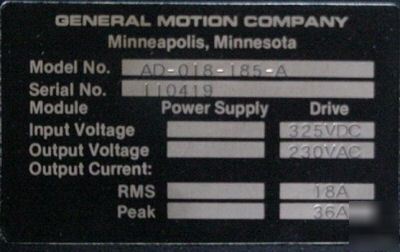 GENERAL MOTION COMPANY
Minneapolis, Minnesota
Model No. AD-018-185-A
Serial No. 110419
Module Power Supply Drive
Input Voltage 325VDC
Output Voltage 230VAC
Output Current:
RMS 18A
Peak 36A